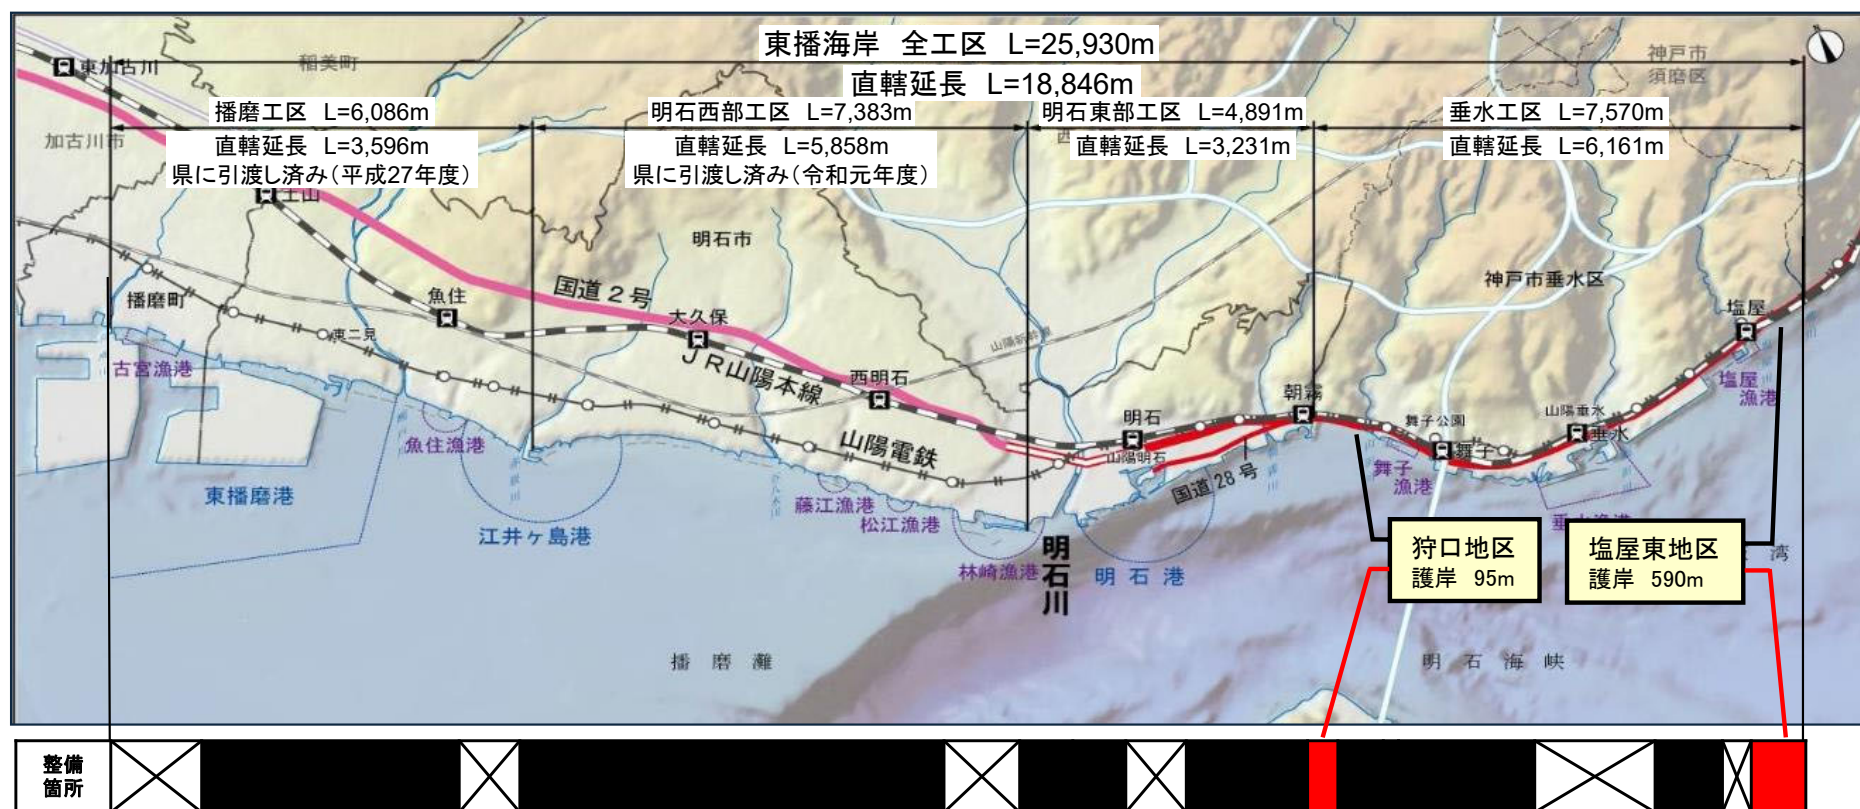 東播海岸 全工区 L=25,930m
直轄延長 L=18,846m
播磨工区 L=6,086m
直轄延長 L=3,596m
県に引渡し済み(平成27年度)
明石西部工区 L=7,383m
直轄延長 L=5,858m
県に引渡し済み(令和元年度)
明石東部工区 L=4,891m
直轄延長 L=3,231m
垂水工区 L=7,570m
直轄延長 L=6,161m
東加古川
稲美町
神戸市
須磨区
加古川市
西
土山
明石市
神戸市垂水区
播磨町
魚住
国道2号
大久保
東二見
JR山陽本線
山陽新幹線
西明石
塩屋
古宮漁港
山陽電鉄
明石
山陽明石
朝霧
舞子公園
舞子
山陽垂水
垂水
塩屋
漁港
魚住漁港
東播磨港
江井ヶ島港
藤江漁港
松江漁港
林崎漁港
明石川
明石港
国道28号
舞子
漁港
垂水漁港
湾
狩口地区
護岸 95m
塩屋東地区
護岸 590m
播磨灘
明石海峡
整備
箇所